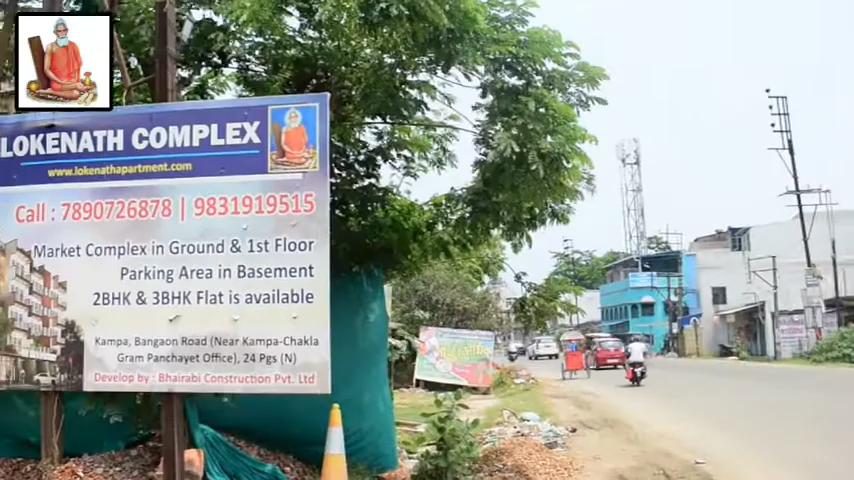 LOKENATH COMPLEX
www.lokenathapartment.com
Call : 7890726878 | 9831919515
Market Complex in Ground & 1st Floor
Parking Area in Basement
2BHK & 3BHK Flat is Available
Kampa, Bangaon Road (near Kampa-Chakla
Gram Panchayet Office), 24 Pgs (N)
Develop by : BHAIRABI Construction Pvt. Ltd